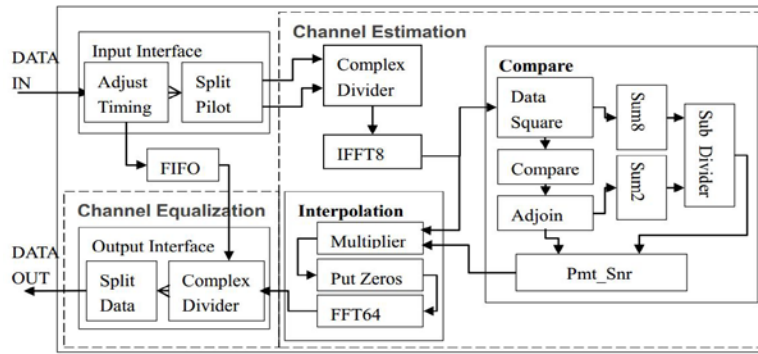 Channel Estimation
Input Interface
DATA
IN
Adjust
Timing
Split
Pilot
Complex
Divider
IFFT8
FIFO
Compare
Data
Square
Sum8
Sub Divider
Compare
Sum2
Adjoin
Pmt_Snr
Interpolation
Multiplier
Put Zeros
FFT64
Channel Equalization
Output Interface
DATA
OUT
Split
Data
Complex
Divider